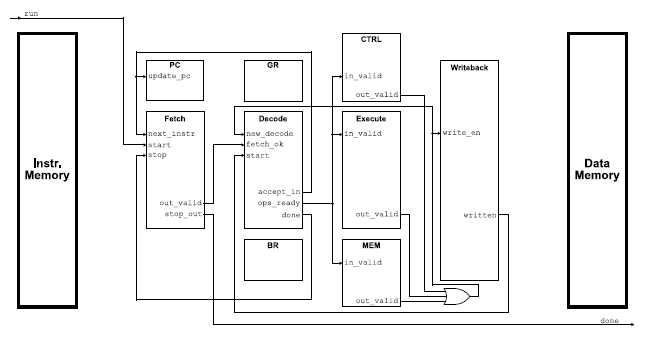 run
Instr.
Memory
PC
update_pc
Fetch
next_instr
start
stop
out_valid
stop_out
GR
Decode
new_decode
fetch_ok
start
accept_in
ops_ready
done
BR
CTRL
in_valid
out_valid
Execute
in_valid
out_valid
MEM
in_valid
out_valid
Writeback
write_en
written
Data
Memory
done